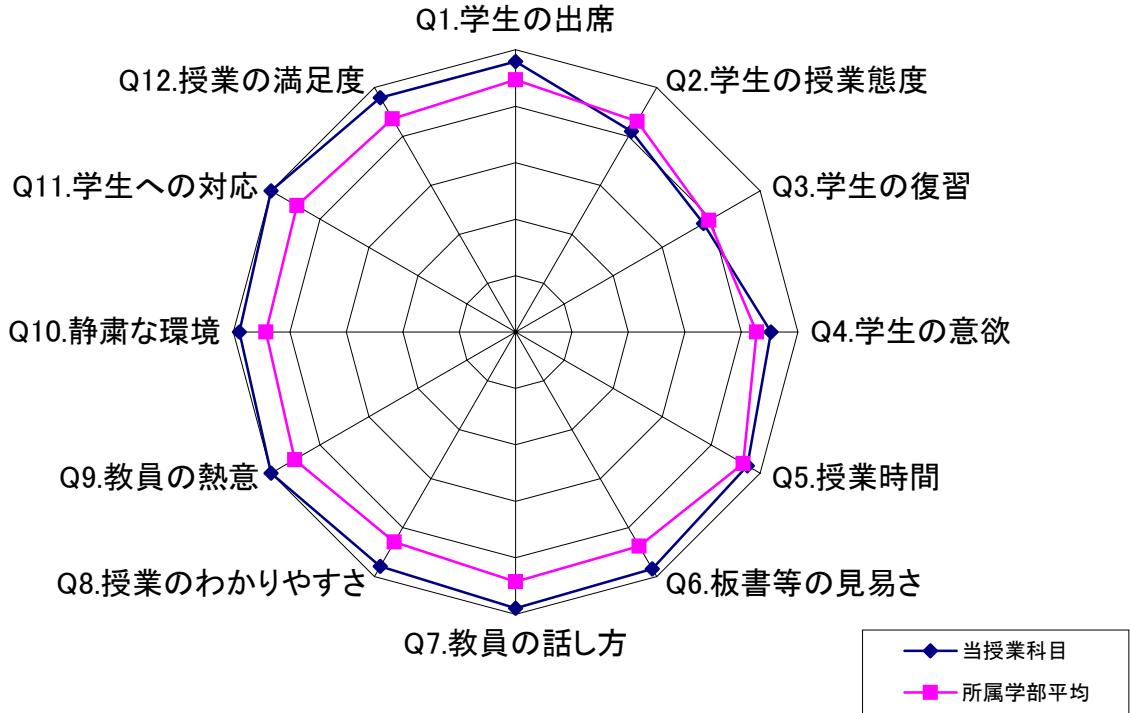 Q1.学生の出席
Q2.学生の授業態度
Q3.学生の復習
Q4.学生の意欲
Q5.授業時間
Q6.板書等の見易さ
Q7.教員の話し方
Q8.授業のわかりやすさ
Q9.教員の熱意
Q10.静粛な環境
Q11.学生への対応
Q12.授業の満足度
当授業科目
所属学部平均